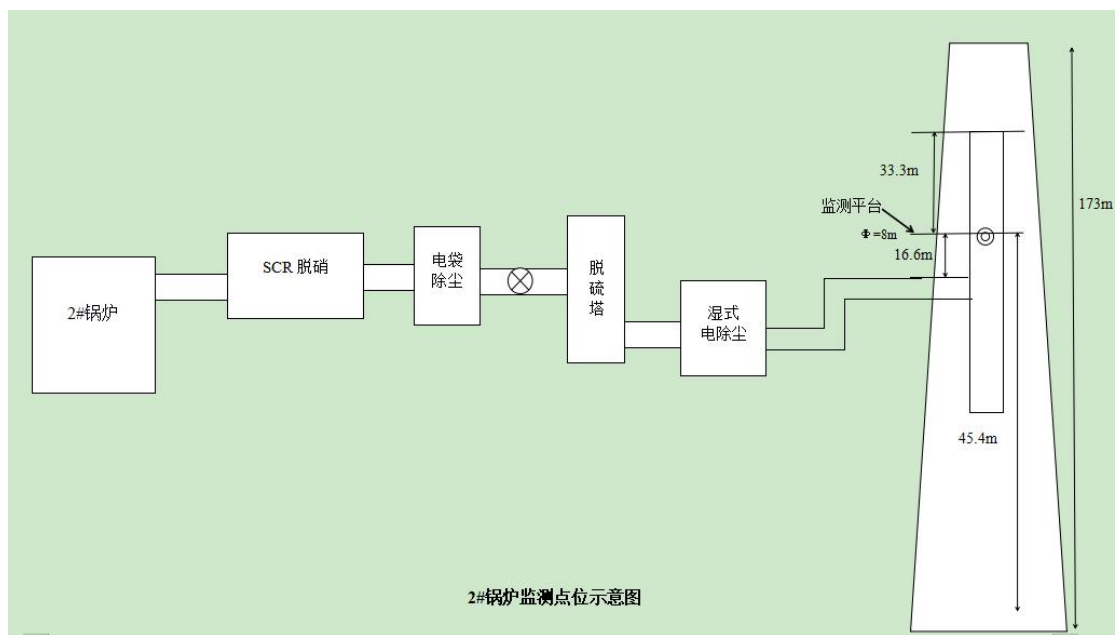 2#锅炉
SCR 脱硝
电袋
除尘
脱
硫
塔
湿式
电除尘
33.3m
监测平台
Φ =8m
16.6m
173m
45.4m
2#锅炉监测点位示意图